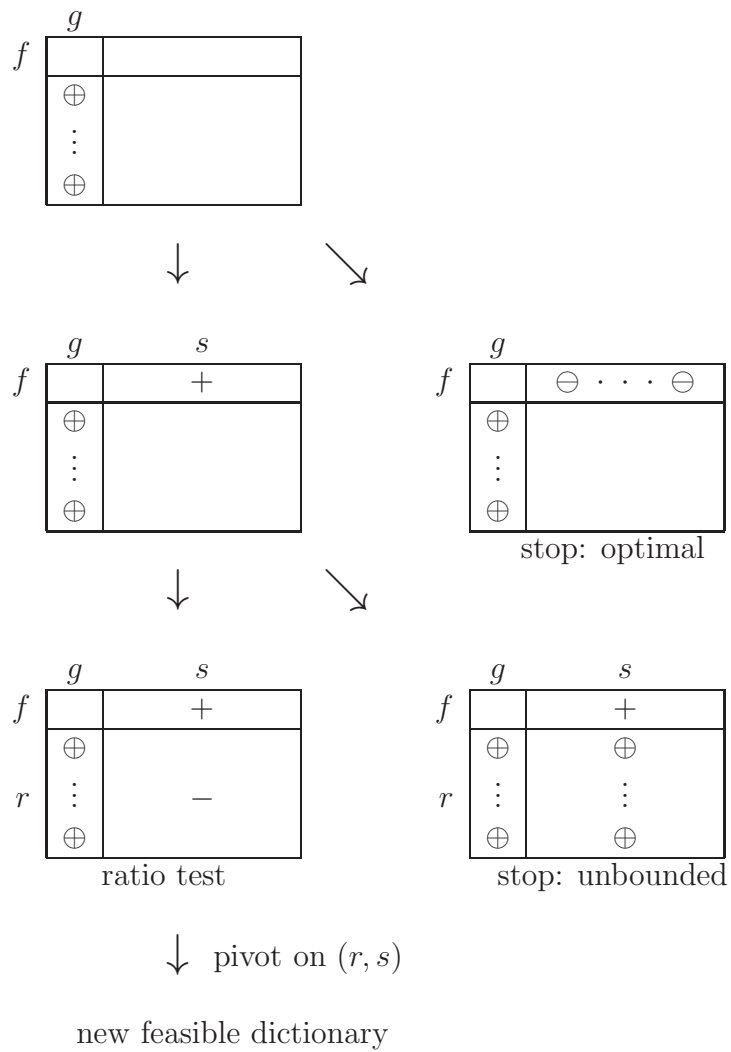 g
f
⊕
⋮
⊕
↓ ↘
g s
f +
⊕
⋮
⊕
g
f ⊖ · · · ⊖
⊕
⋮
⊕
stop: optimal
↓ ↘
g s
f +
⊕
r ⋮ −
⊕
ratio test
g s
f +
⊕ ⊕
r ⋮ ⋮
⊕ ⊕
stop: unbounded
↓ pivot on (r, s)
new feasible dictionary